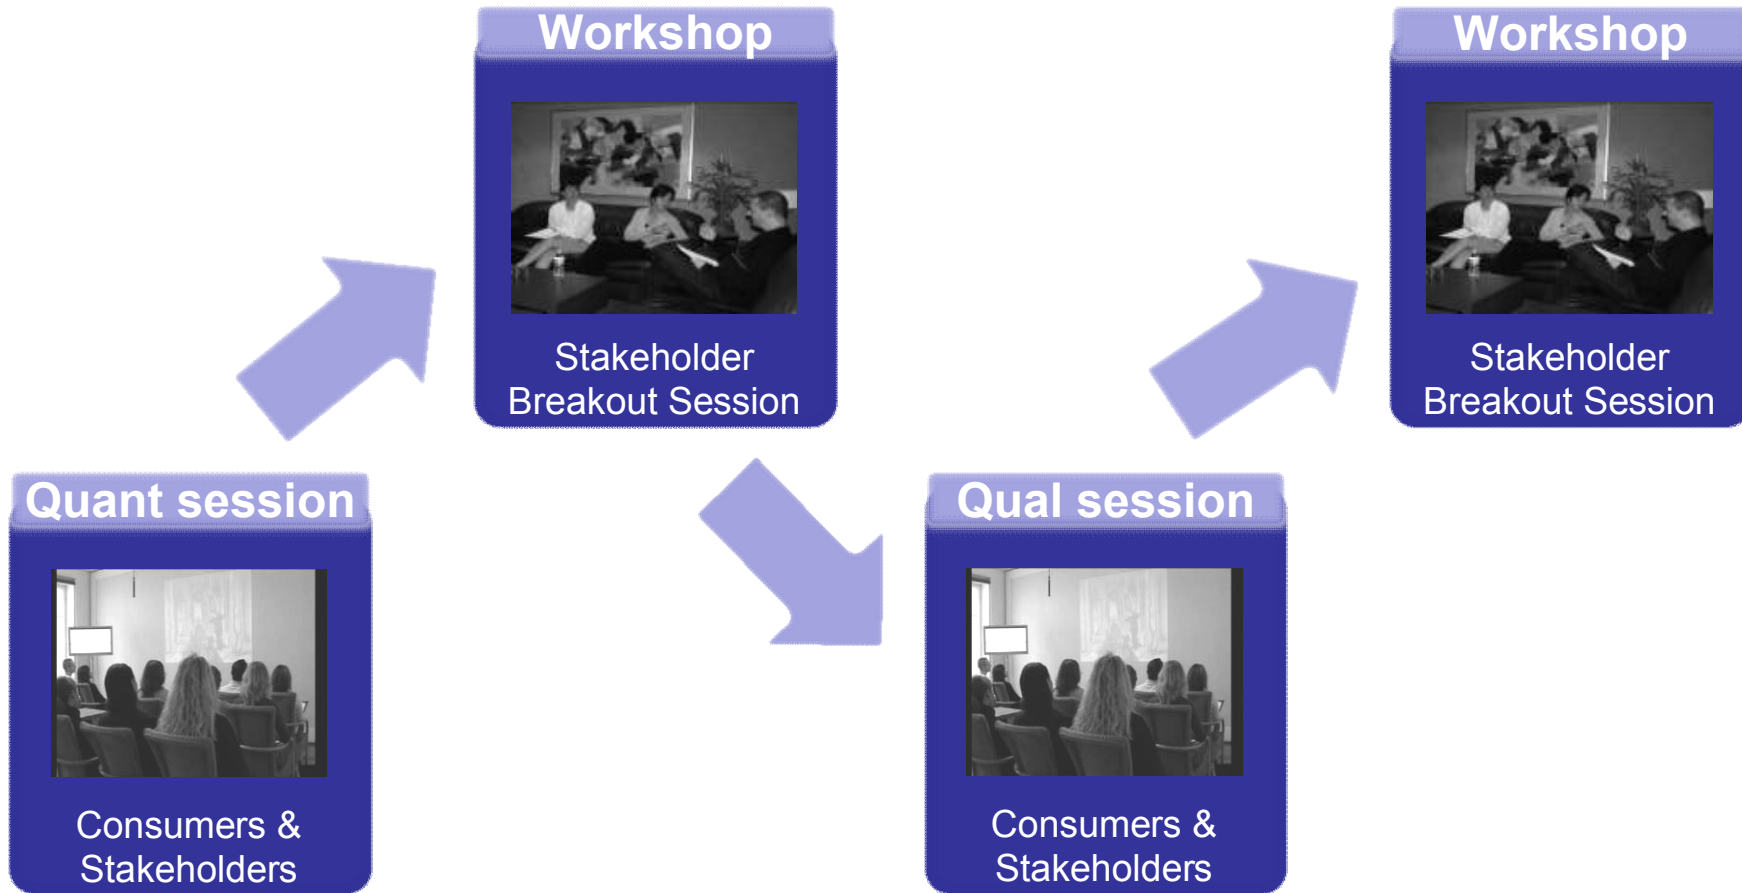 Workshop
Stakeholder
Breakout Session
Workshop
Stakeholder
Breakout Session
Quant session
Consumers &
Stakeholders
Qual session
Consumers &
Stakeholders